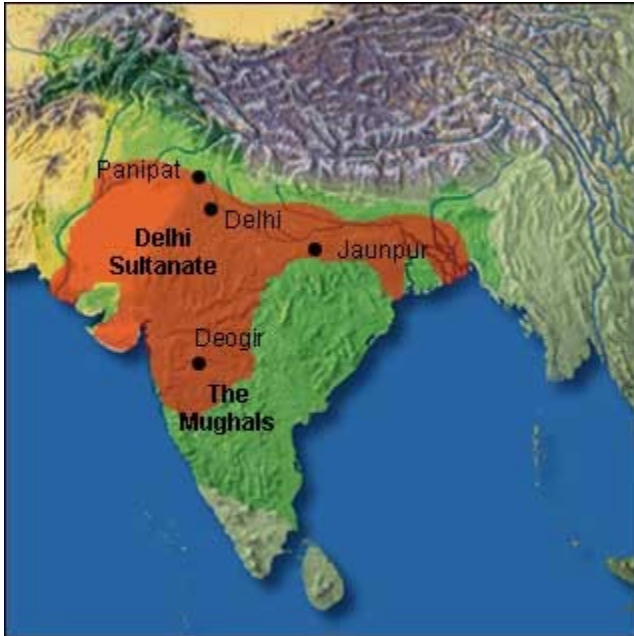 Panipat
Delhi
Delhi
Sultanate
Jaunpur
Deogir
The
Mughals